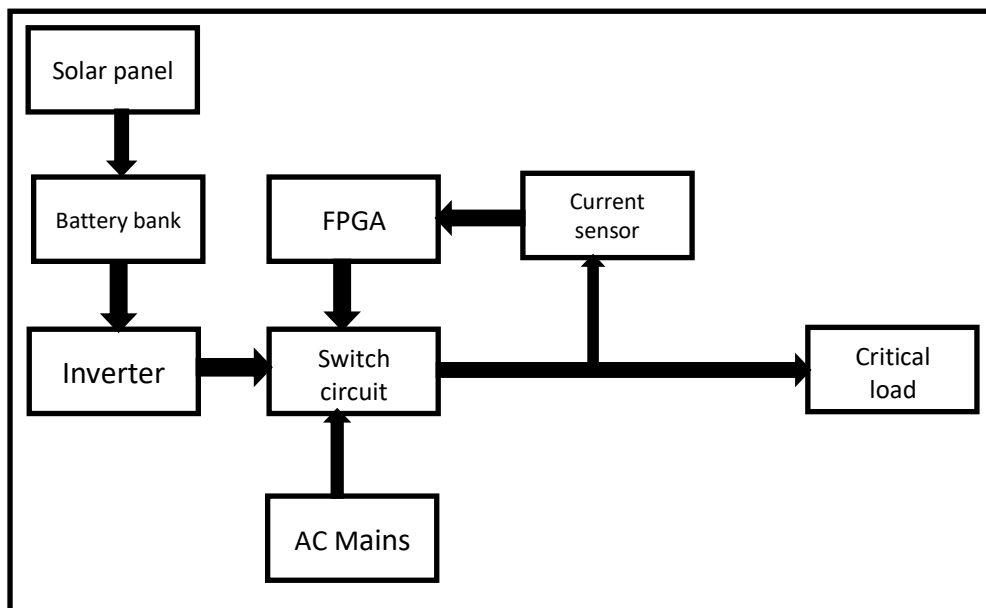 Solar panel
Battery bank
FPGA
Current
sensor
Inverter
Switch
circuit
Critical
load
AC Mains